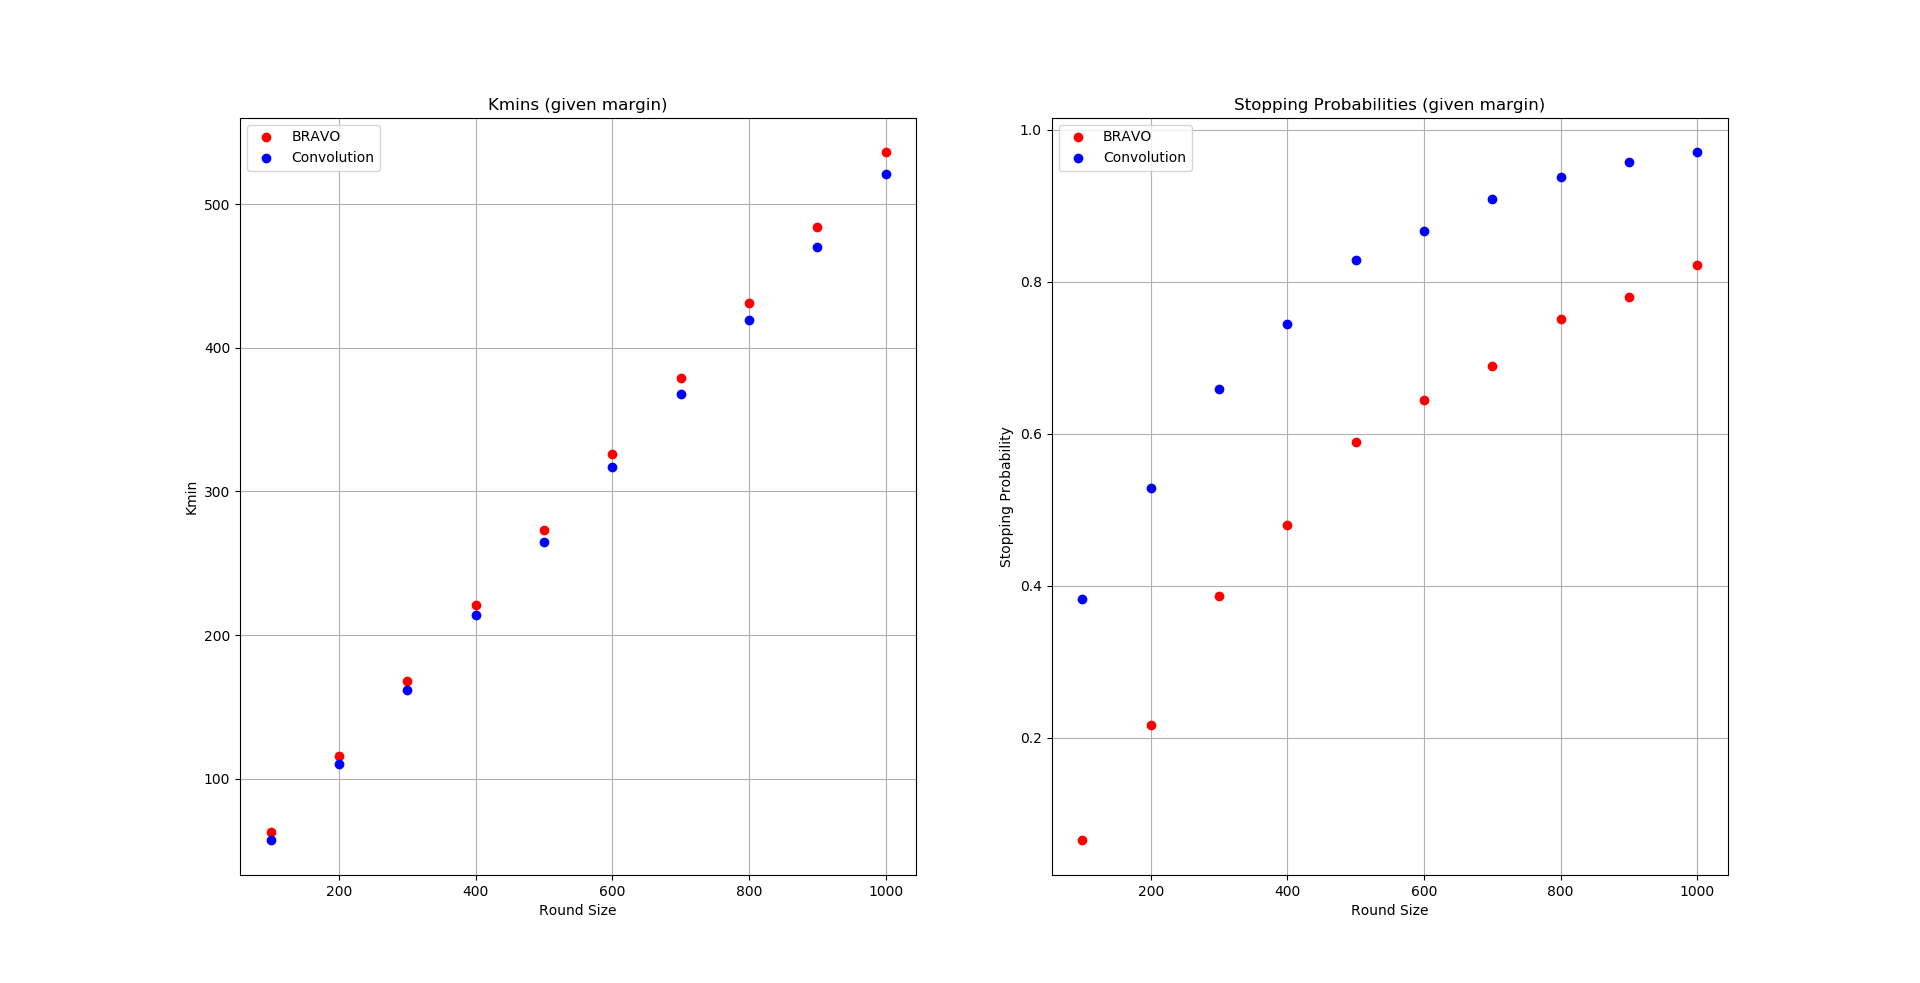 Kmins (given margin)
BRAVO
Convolution
500
400
300
200
100
Kmin
200 400 600 800 1000
Round Size
Stopping Probabilities (given margin)
BRAVO
Convolution
1.0
0.8
0.6
0.4
0.2
Stopping Probability
200 400 600 800 1000
Round Size